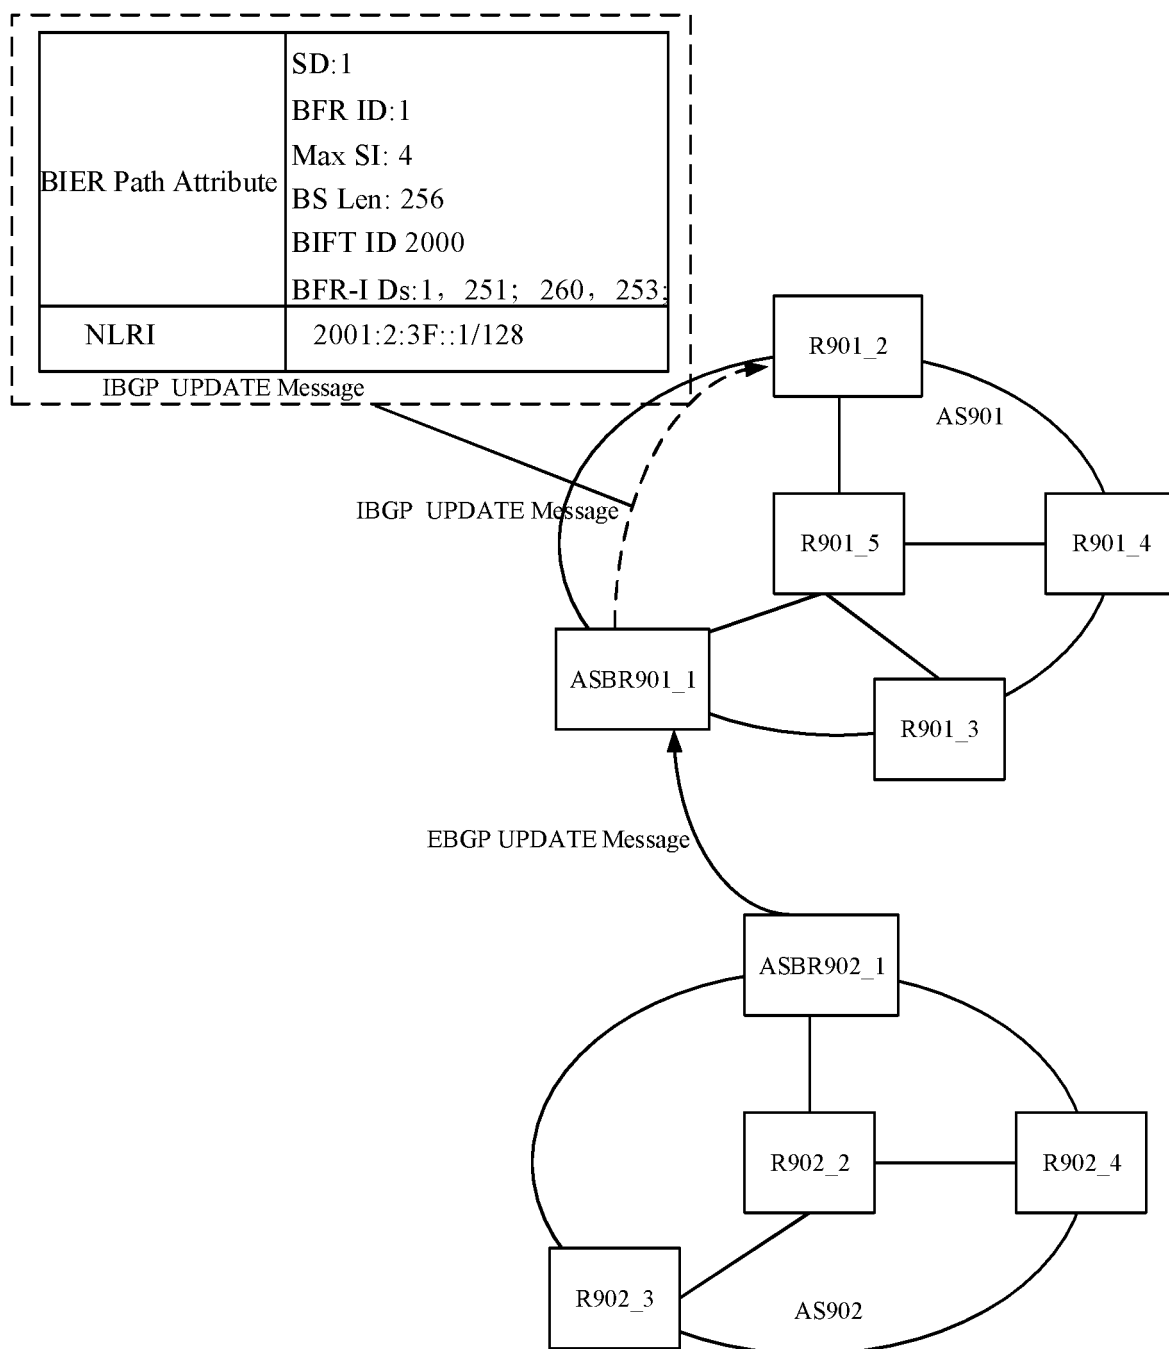 SD:1
BFR ID:1
Max SI: 4
BIER Path Attribute
BS Len: 256
BIFT ID 2000
BFR-I Ds:1, 251; 260, 253;
NLRI
2001:2:3F::1/128
IBGP UPDATE Message
R901_2
AS901
IBGP UPDATE Message
R901_5
R901_4
ASBR901_1
R901_3
EBGP UPDATE Message
ASBR902_1
R902_2
R902_4
R902_3
AS902